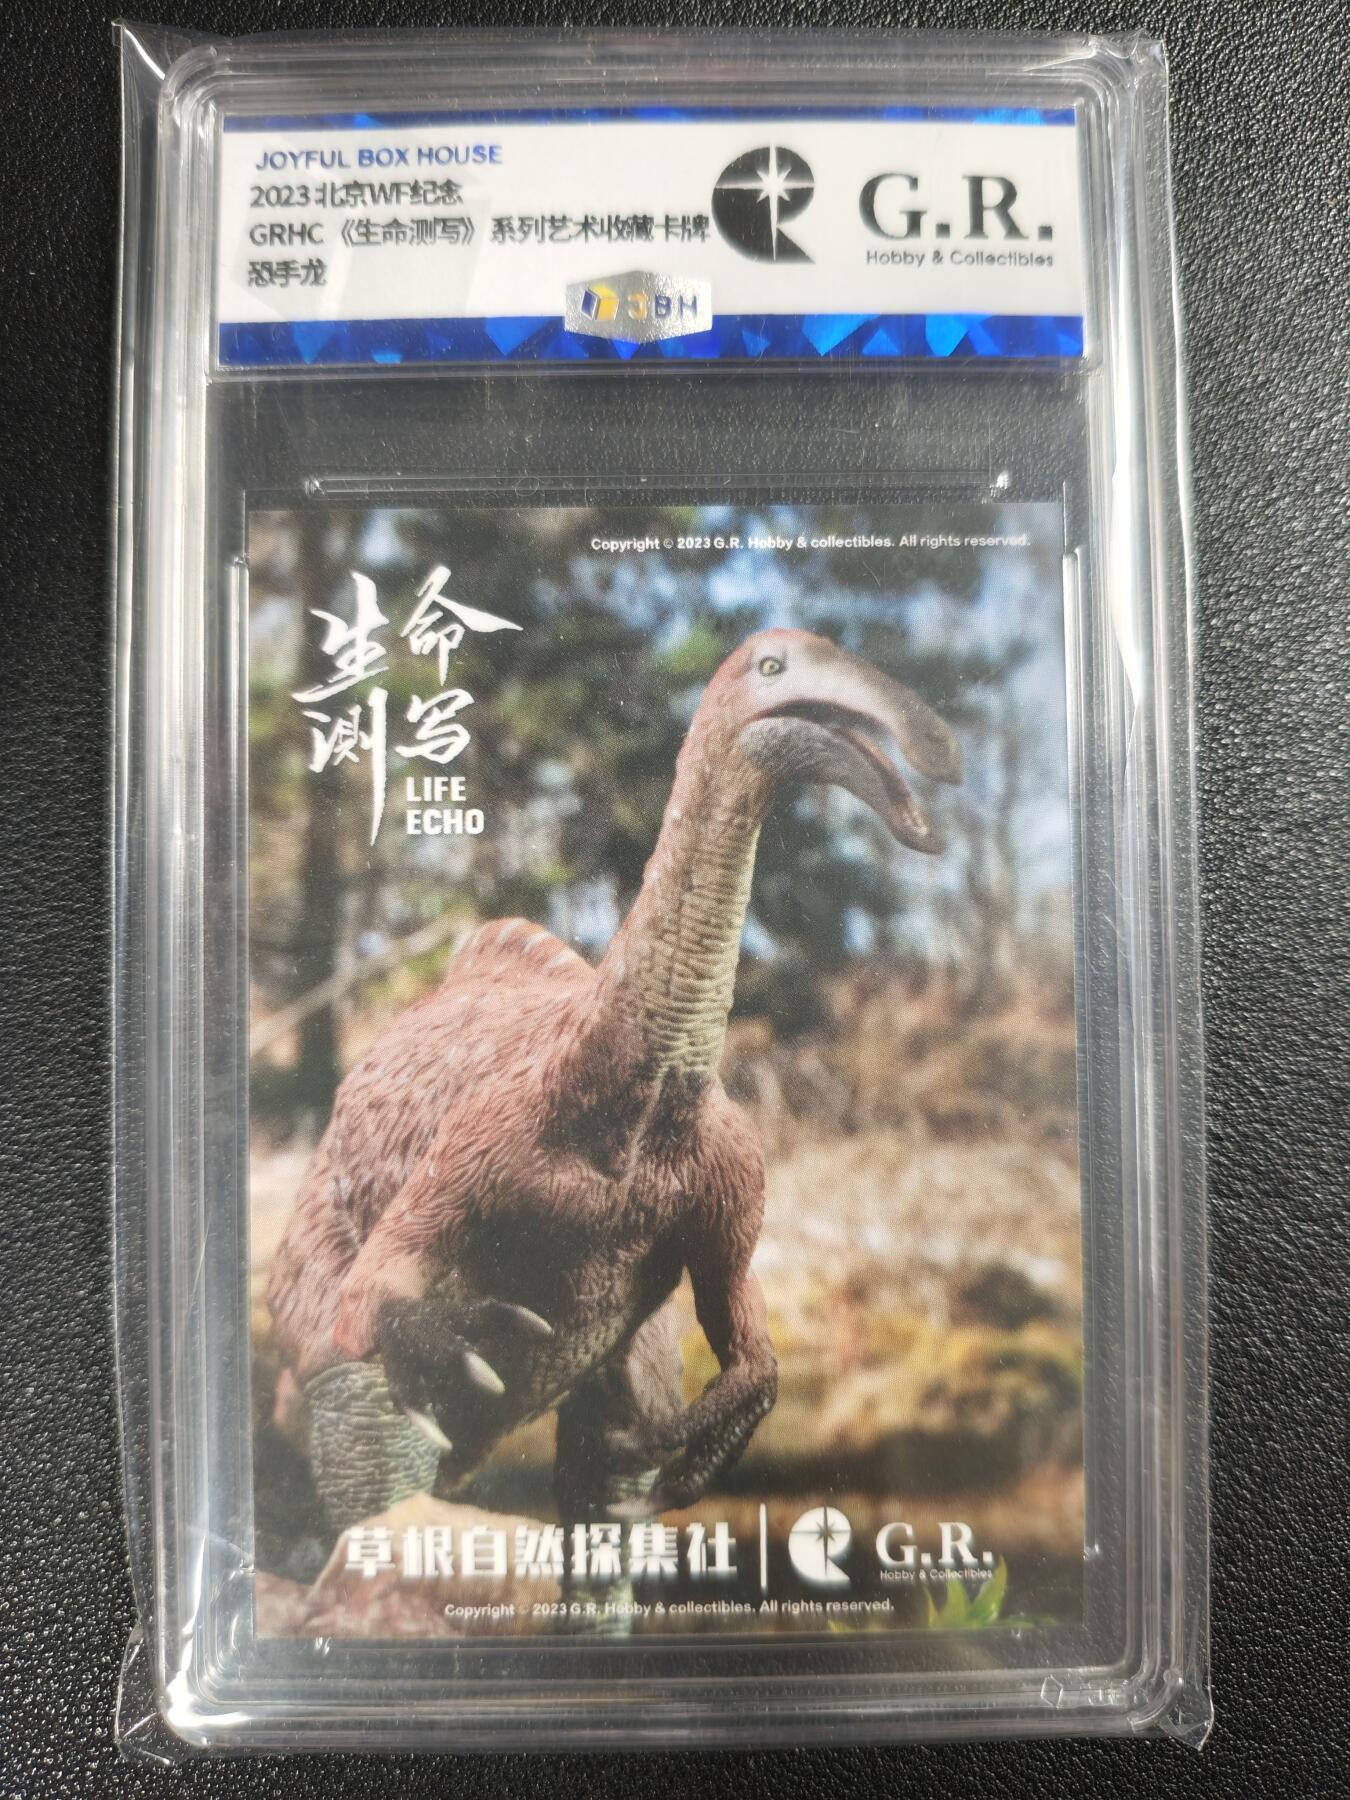 JOYFUL BOX HOUSE
2023北京WF纪念
GRHC《生命测写》系列艺术收藏卡牌
恐手龙
G.R.
Hobby & Collectibles
JBH
Copyright © 2023 G.R. Hobby & collectibles. All rights reserved.
生命
测写
LIFE
ECHO
草根自然探集社
G.R.
Hobby & Collectibles
Copyright © 2023 G.R. Hobby & collectibles. All rights reserved.